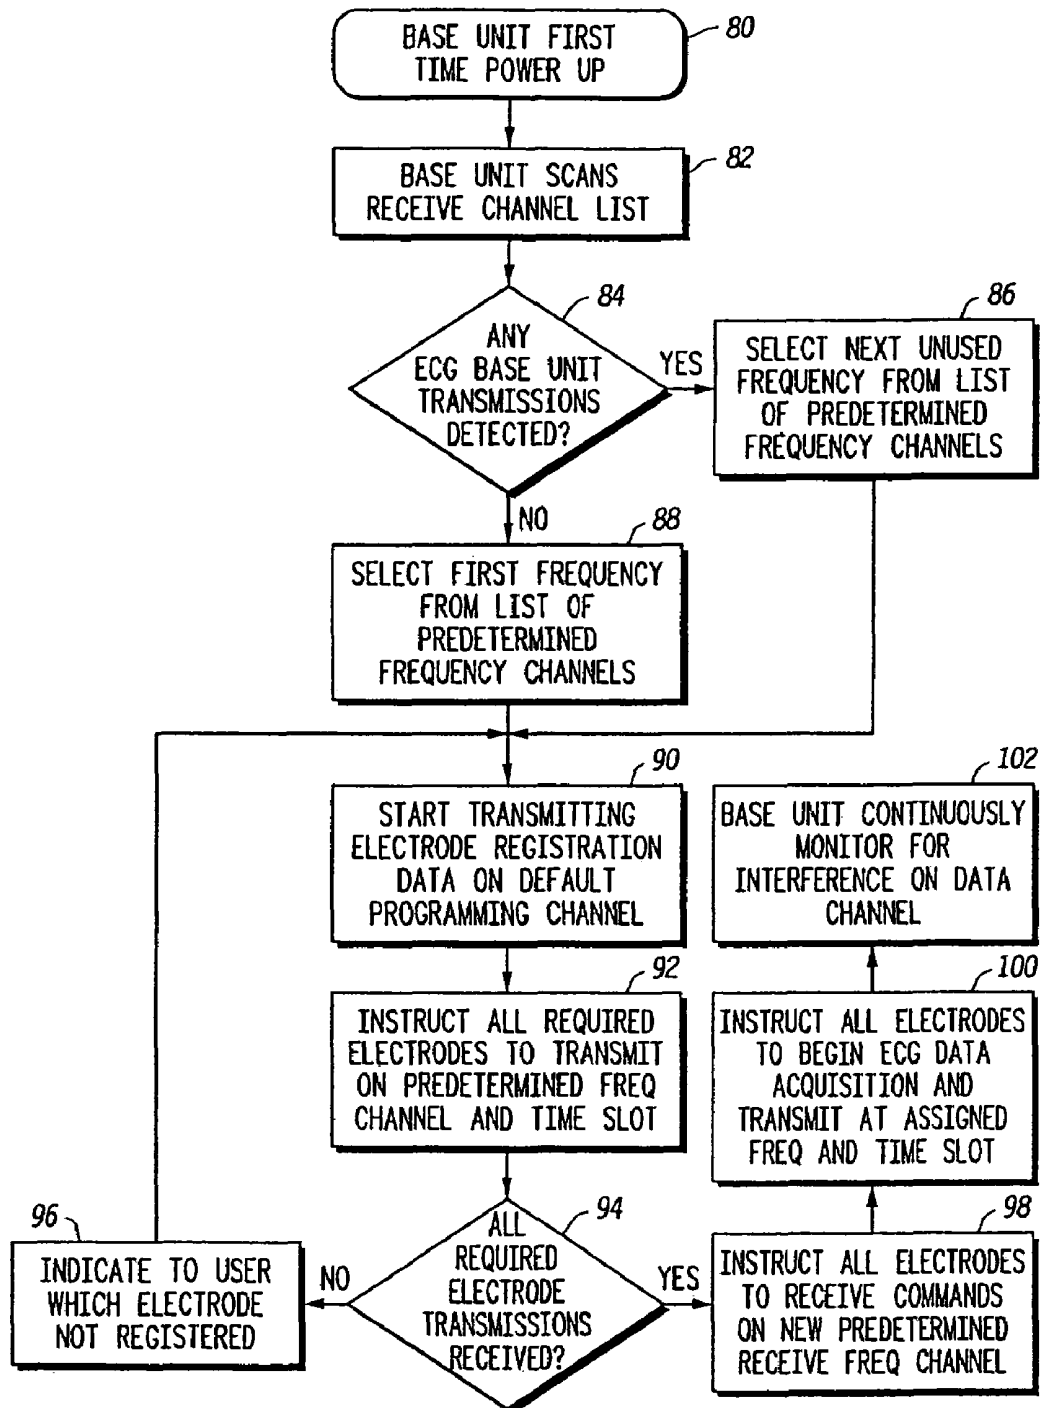 BASE UNIT FIRST
TIME POWER UP
80
BASE UNIT SCANS
RECEIVE CHANNEL LIST
82
ANY
ECG BASE UNIT
TRANSMISSIONS
DETECTED?
84
YES
SELECT NEXT UNUSED
FREQUENCY FROM LIST
OF PREDETERMINED
FREQUENCY CHANNELS
86
NO
SELECT FIRST FREQUENCY
FROM LIST OF
PREDETERMINED
FREQUENCY CHANNELS
88
START TRANSMITTING
ELECTRODE REGISTRATION
DATA ON DEFAULT
PROGRAMMING CHANNEL
90
INSTRUCT ALL REQUIRED
ELECTRODES TO TRANSMIT
ON PREDETERMINED FREQ
CHANNEL AND TIME SLOT
92
ALL
REQUIRED
ELECTRODE
TRANSMISSIONS
RECEIVED?
94
NO
INDICATE TO USER
WHICH ELECTRODE
NOT REGISTERED
96
YES
INSTRUCT ALL ELECTRODES
TO RECEIVE COMMANDS
ON NEW PREDETERMINED
RECEIVE FREQ CHANNEL
98
INSTRUCT ALL ELECTRODES
TO BEGIN ECG DATA
ACQUISITION AND
TRANSMIT AT ASSIGNED
FREQ AND TIME SLOT
100
BASE UNIT CONTINUOUSLY
MONITOR FOR
INTERFERENCE ON DATA
CHANNEL
102